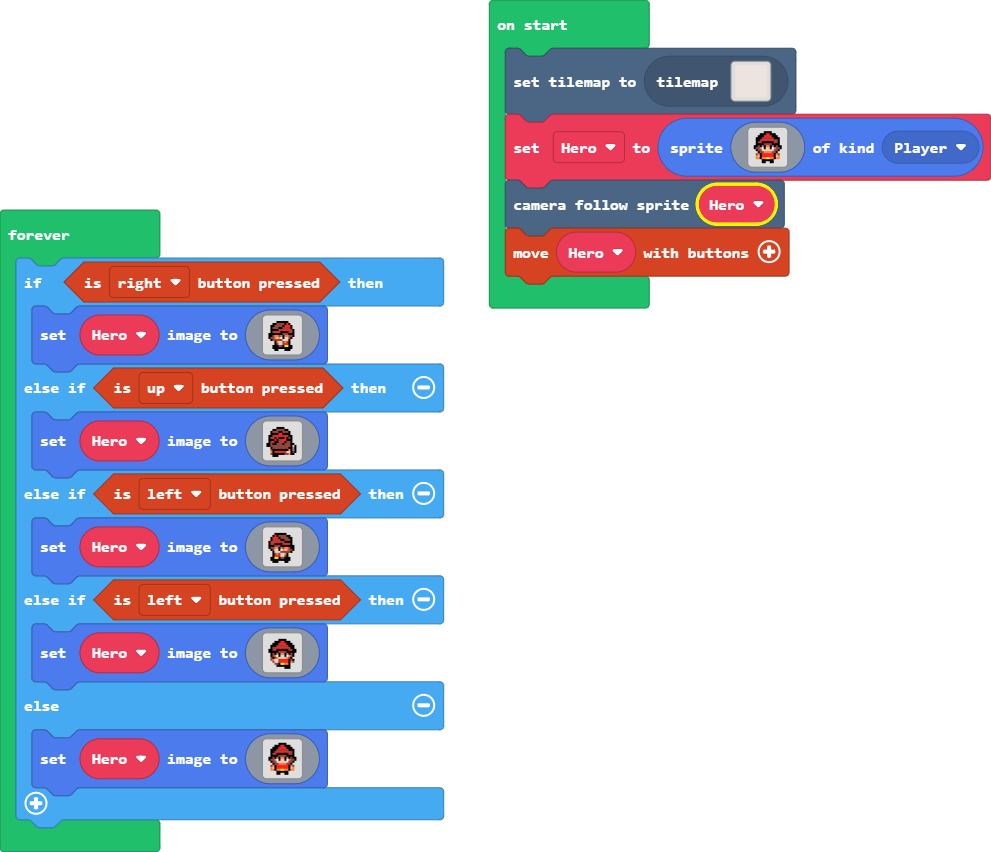 on start
set tilemap to tilemap
set Hero to sprite of kind Player
camera follow sprite Hero
move Hero with buttons
forever
if is right button pressed then
set Hero image to
else if is up button pressed then
set Hero image to
else if is left button pressed then
set Hero image to
else if is left button pressed then
set Hero image to
else
set Hero image to